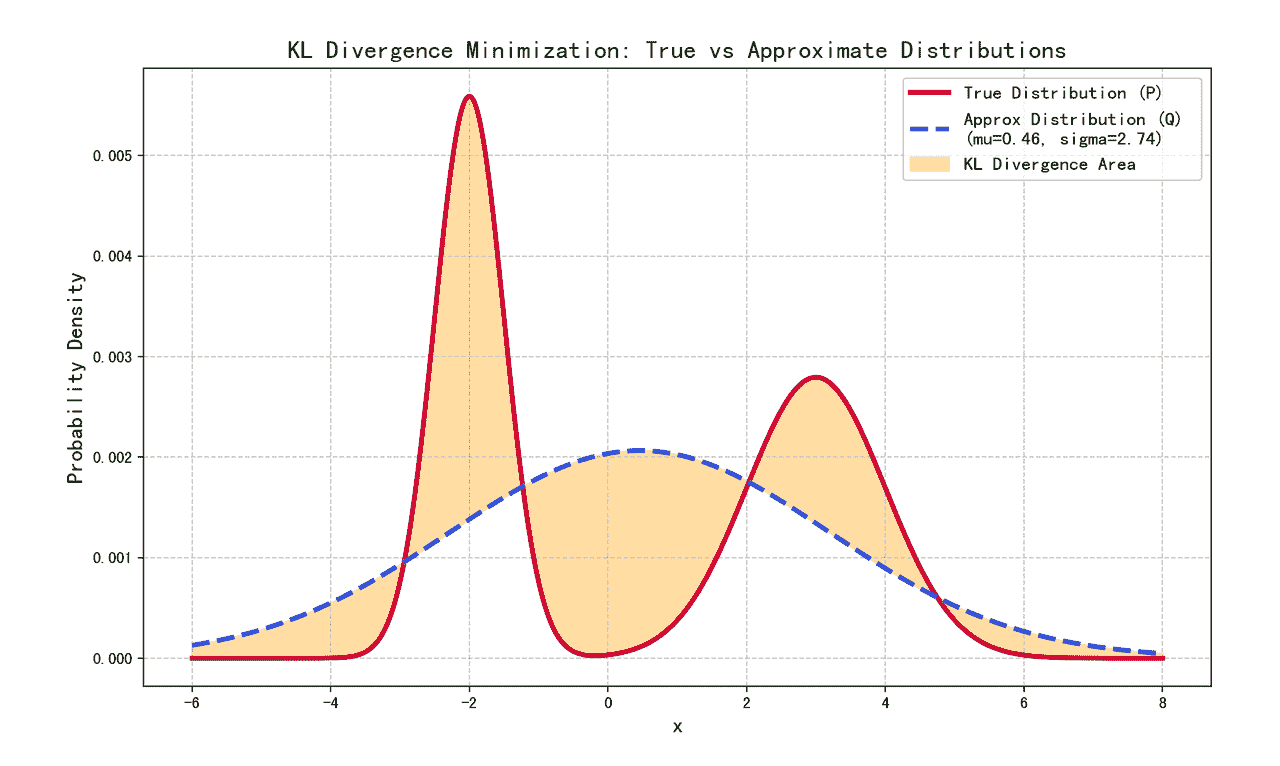 KL Divergence Minimization: True vs Approximate Distributions
True Distribution (P)
Approx Distribution (Q)
(mu=0.46, sigma=2.74)
KL Divergence Area
Probability Density
0.005
0.004
0.003
0.002
0.001
0.000
-6 -4 -2 0 2 4 6 8
x